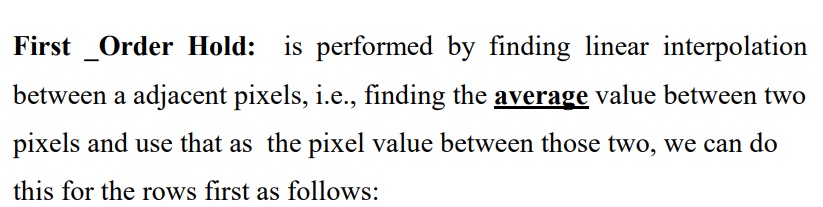 First _Order Hold: is performed by finding linear interpolation
between a adjacent pixels, i.e., finding the average value between two
pixels and use that as the pixel value between those two, we can do
this for the rows first as follows: